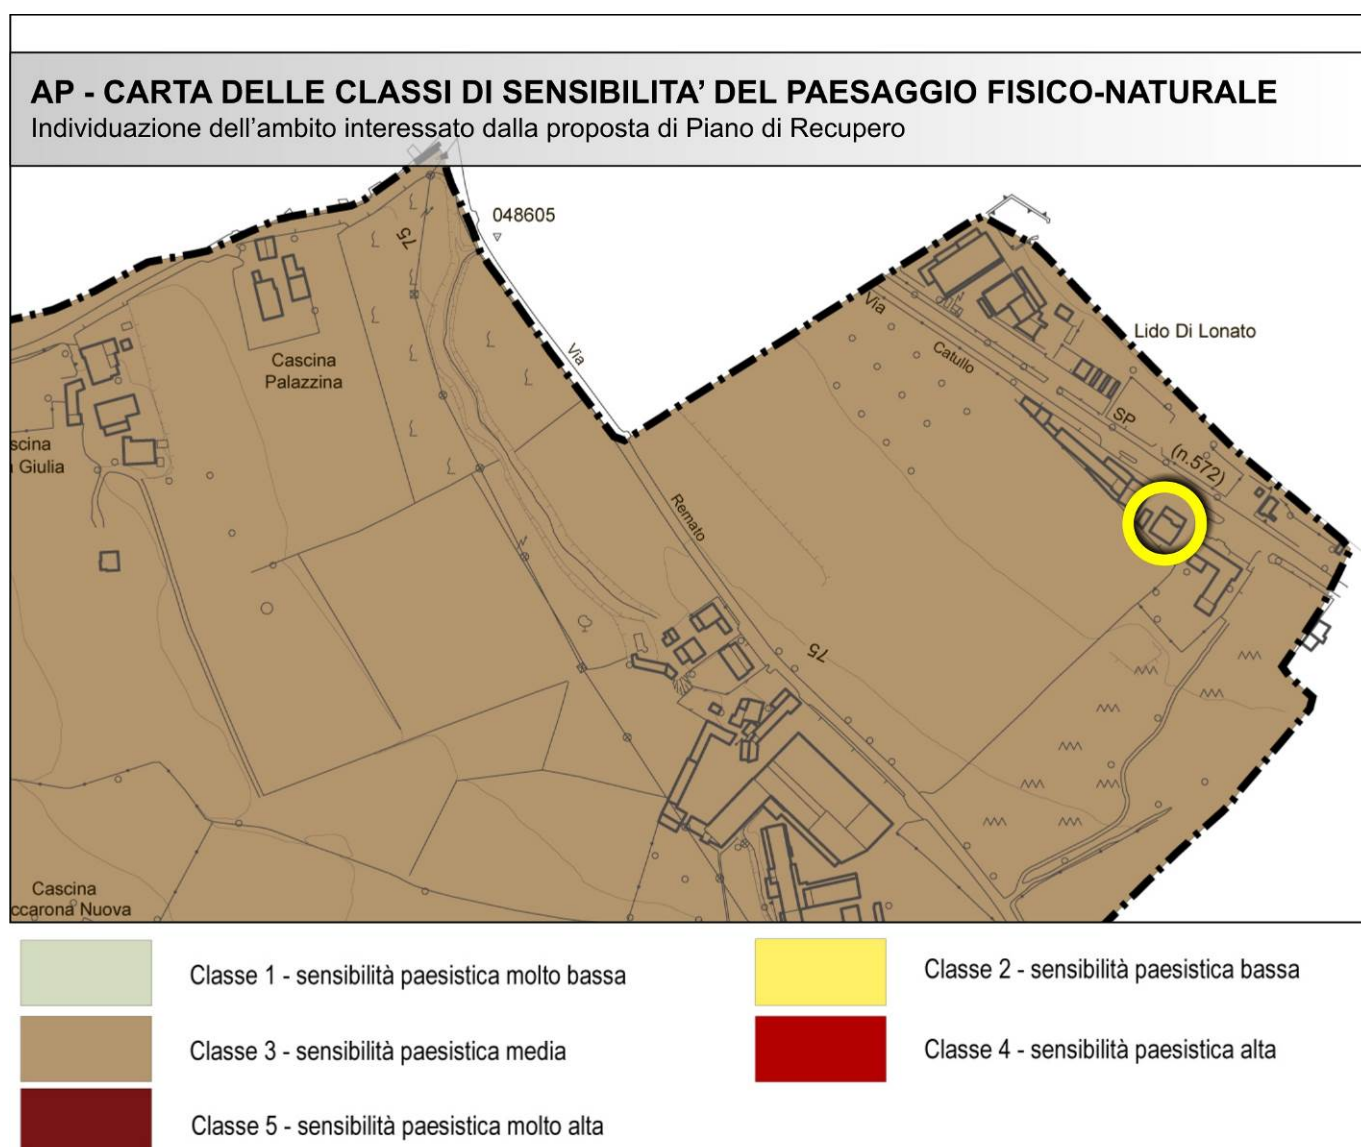 AP - CARTA DELLE CLASSI DI SENSIBILITA’ DEL PAESAGGIO FISICO-NATURALE
Individuazione dell’ambito interessato dalla proposta di Piano di Recupero
048605
75
Via
Lido Di Lonato
Via
Catullo
Cascina
Palazzina
SP
(n.572)
scina
Giulia
Remato
75
Cascina
ccarona Nuova
Classe 1 - sensibilità paesistica molto bassa
Classe 2 - sensibilità paesistica bassa
Classe 3 - sensibilità paesistica media
Classe 4 - sensibilità paesistica alta
Classe 5 - sensibilità paesistica molto alta